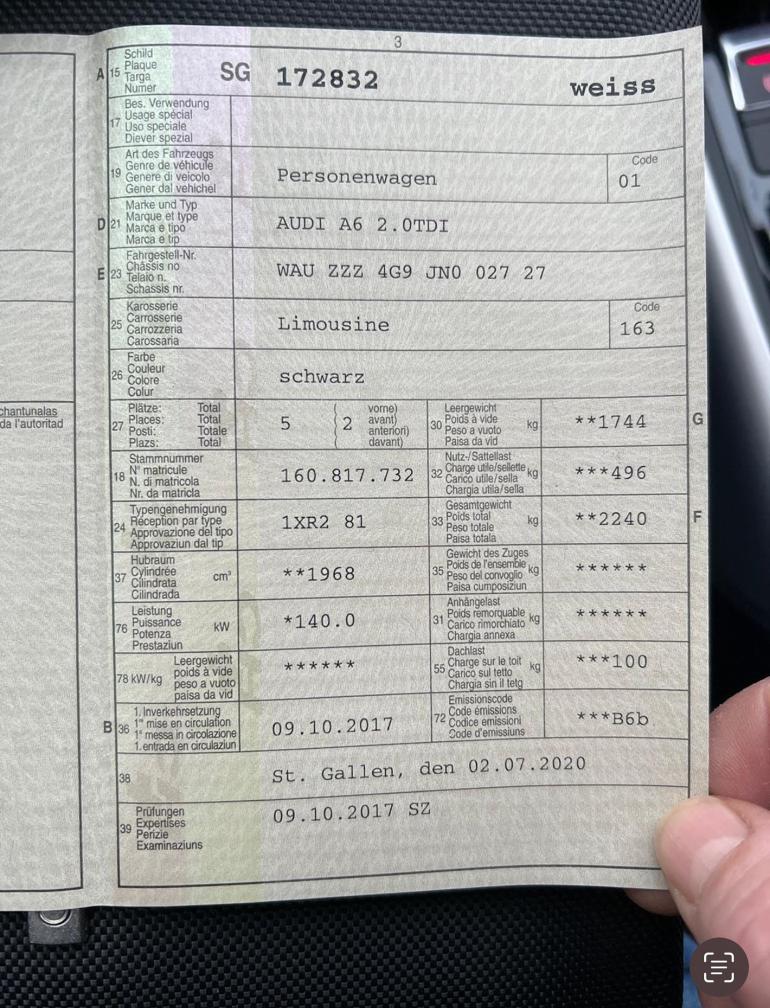 3
A 15 Schild
Plaque
Targa
Numer
SG 172832 weiss
17 Bes. Verwendung
Usage spécial
Uso speciale
Diever spezial
19 Art des Fahrzeugs
Genre de véhicule
Genere di veicolo
Gener dal vehichel
Personenwagen
Code
01
D 21 Marke und Typ
Marque et type
Marca e tipo
Marca e tip
AUDI A6 2.0TDI
E 23 Fahrgestell-Nr.
Châssis no
Telaio n.
Schassis nr.
WAU ZZZ 4G9 JN0 027 27
25 Karosserie
Carrosserie
Carrozzeria
Carossaria
Limousine
Code
163
26 Farbe
Couleur
Colore
Colur
schwarz
chantunalas
da l'autoritad
27 Plätze: Total
Places: Total
Posti: Totale
Plazs: Total
5 2
vorne)
avant)
anteriori)
davant)
30 Leergewicht
Poids à vide
Peso a vuoto
Paisa da vid
kg
**1744
G
18 Stammnummer
N° matricule
N. di matricola
Nr. da matricla
160.817.732
32 Nutz-/Sattellast
Charge utile/sellette
Carico utile/sella
Chargia utila/sella
kg
***496
24 Typengenehmigung
Réception par type
Approvazione del tipo
Approvaziun dal tip
1XR2 81
33 Gesamtgewicht
Poids total
Peso totale
Paisa totala
kg
**2240
F
37 Hubraum
Cylindrée
Cilindrata
Cilindrada
cm³
**1968
35 Gewicht des Zuges
Poids de l'ensemble
Peso del convoglio
Paisa cumposiziun
kg
******
76 Leistung
Puissance
Potenza
Prestaziun
kW
*140.0
31 Anhängelast
Poids remorquable
Carico rimorchiato
Chargia annexa
kg
******
78 kW/kg
Leergewicht
poids à vide
peso a vuoto
paisa da vid
******
55 Dachlast
Charge sur le toit
Carico sul tetto
Chargia sin il tetg
kg
***100
B 36 1. Inverkehrsetzung
1re mise en circulation
1a messa in circolazione
1. entrada en circulaziun
09.10.2017
72 Emissionscode
Code émissions
Codice emissioni
Code d'emissiuns
***B6b
38 St. Gallen, den 02.07.2020
39 Prüfungen
Expertises
Perizie
Examinaziuns
09.10.2017 SZ